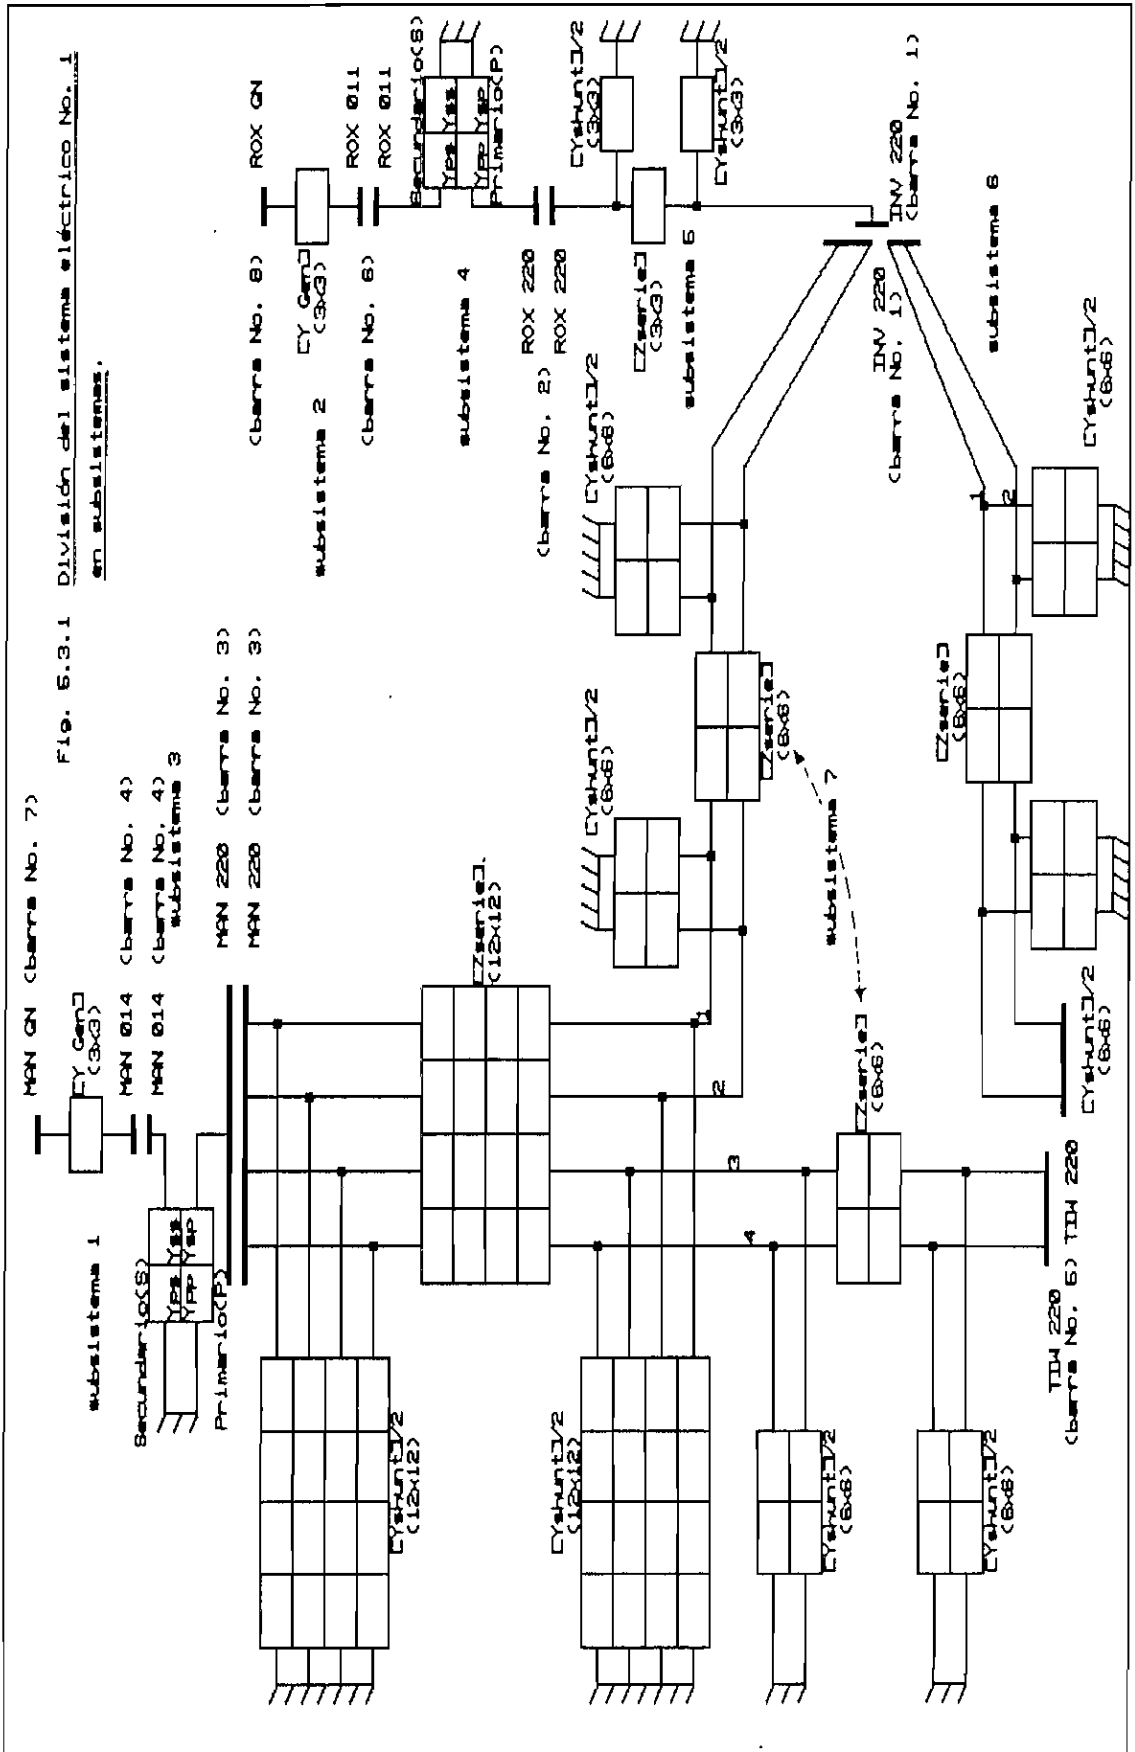 Fig. 5.3.1 División del sistema eléctrico No. 1
en subsistemas.
MAN GN (barra No. 7)
[Y Gen]
(3x3)
MAN 014 (barra No. 4)
MAN 014 (barra No. 4)
subsistema 1
subsistema 3
Secundario(S)
Yps Yss
Ypp Ysp
Primario(P)
MAN 220 (barra No. 3)
MAN 220 (barra No. 3)
(barra No. 8) ROX GN
[Y Gen]
(3x3)
subsistema 2
(barra No. 6) ROX 011
ROX 011
Secundario(S)
Yps Yss
Ypp Ysp
Primario(P)
subsistema 4
ROX 220
ROX 220
(barra No. 2)
[Yshunt]/2
(12x12)
[Zserie].
(12x12)
[Yshunt]/2
(6x6)
[Yshunt]/2
(6x6)
[Yshunt]/2
(3x3)
[Zserie]
(3x3)
subsistema 5
[Yshunt]/2
(3x3)
[Yshunt]/2
(12x12)
1
2
3
4
[Zserie]
(6x6)
subsistema 7
INV 220
(barra No. 1)
INV 220
(barra No. 1)
[Zserie]
(6x6)
[Yshunt]/2
(6x6)
[Yshunt]/2
(6x6)
subsistema 6
1
2
[Zserie]
(6x6)
[Yshunt]/2
(6x6)
[Yshunt]/2
(6x6)
TIW 220
(barra No. 5) TIW 220